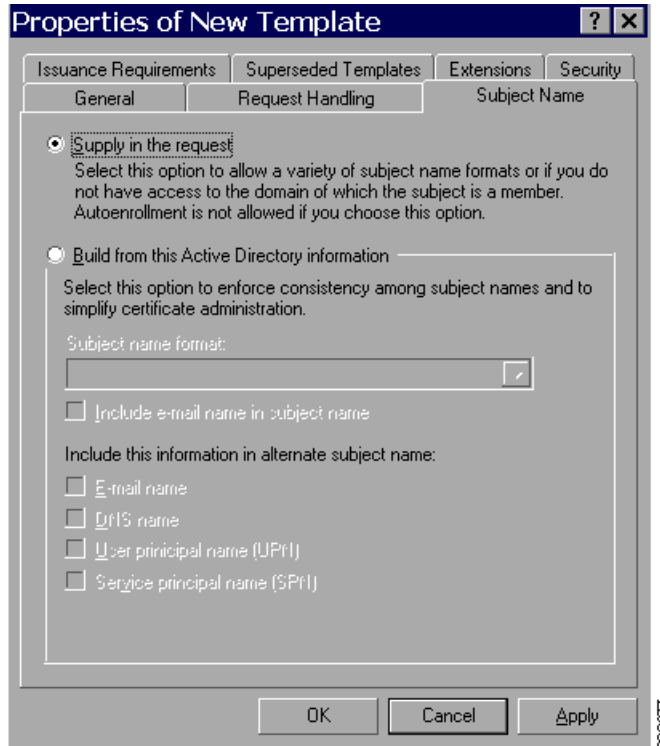 Properties of New Template
Issuance Requirements Superseded Templates Extensions Security
General Request Handling Subject Name
Supply in the request
Select this option to allow a variety of subject name formats or if you do
not have access to the domain of which the subject is a member.
Autoenrollment is not allowed if you choose this option.
Build from this Active Directory information
Select this option to enforce consistency among subject names and to
simplify certificate administration.
Subject name format:
Include e-mail name in subject name
Include this information in alternate subject name:
E-mail name
DNS name
User prinicipal name (UPN)
Service principal name (SPN)
OK Cancel Apply